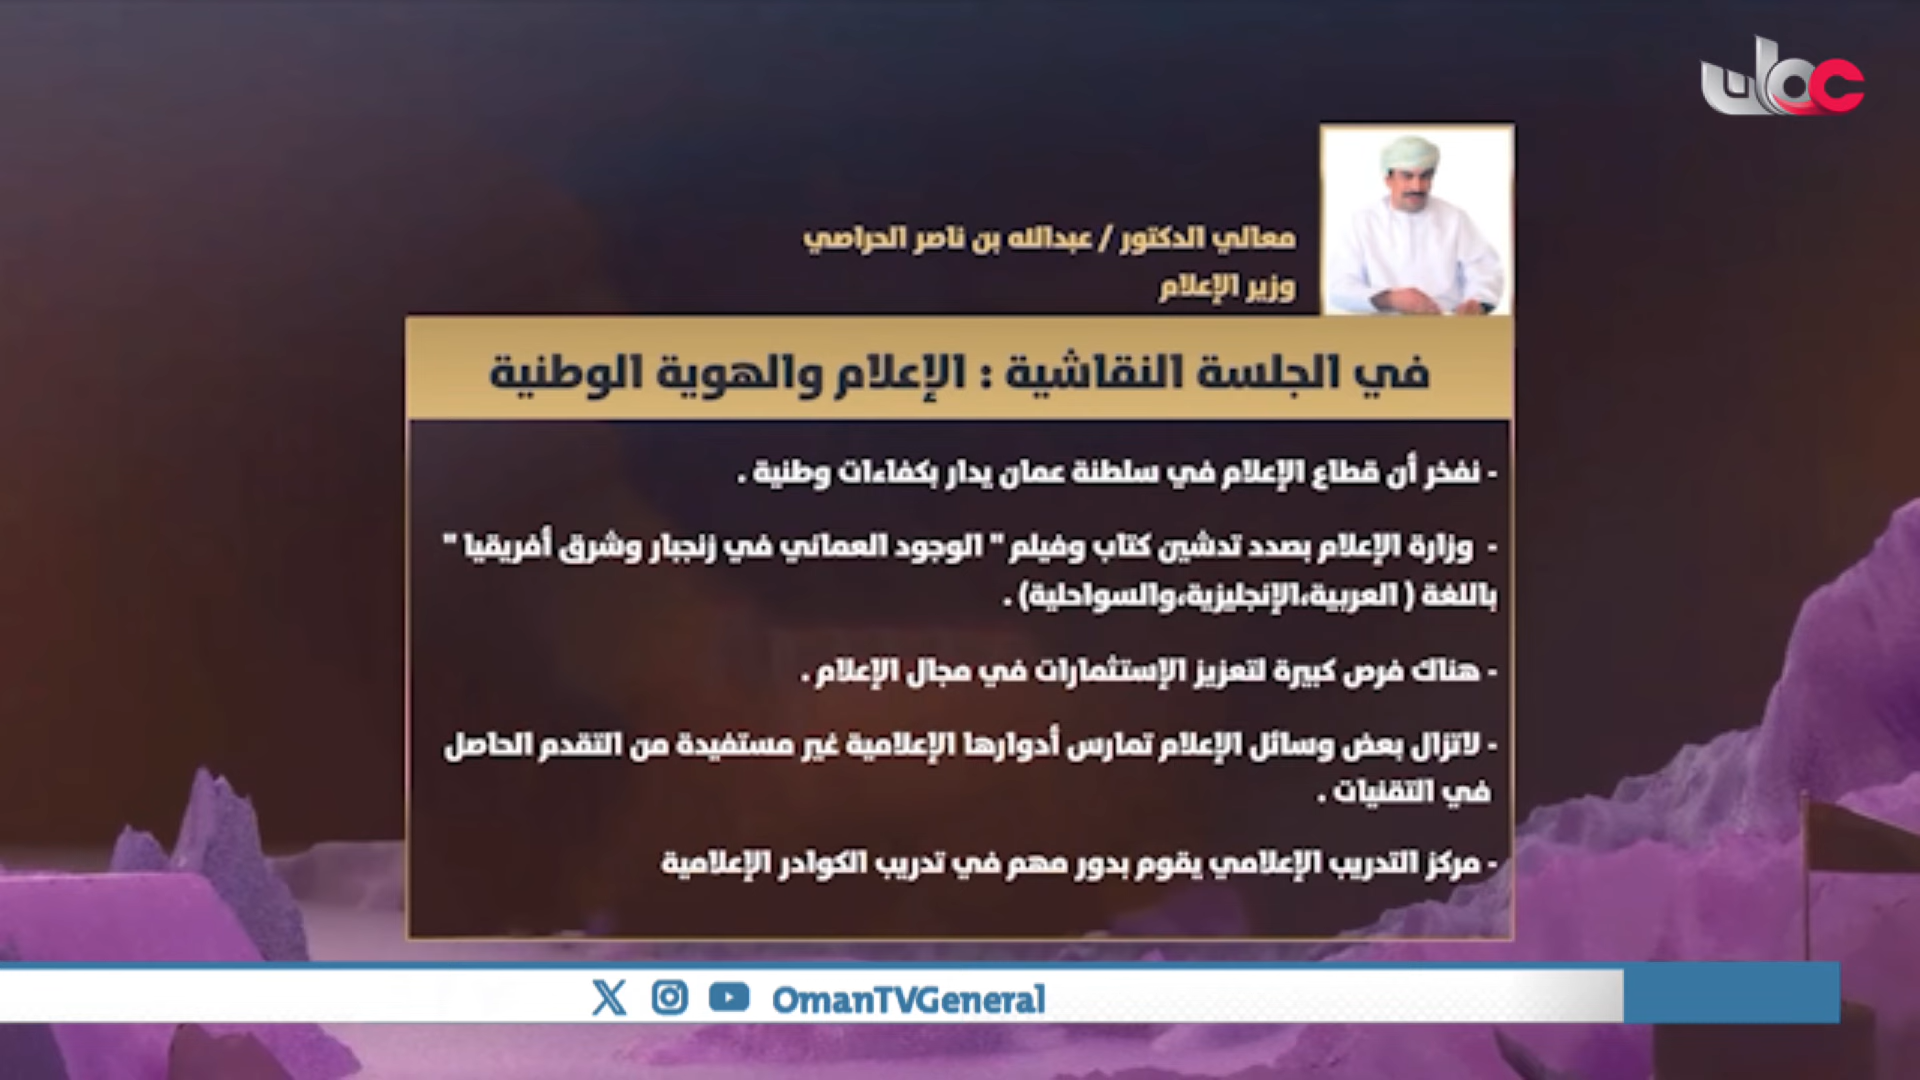 عمان
معالي الدكتور / عبدالله بن ناصر الحراصي
وزير الإعلام
في الجلسة النقاشية : الإعلام والهوية الوطنية
- نفخر أن قطاع الإعلام في سلطنة عمان يدار بكفاءات وطنية .
- وزارة الإعلام بصدد تدشين كتاب وفيلم " الوجود العماني في زنجبار وشرق أفريقيا "
باللغة ( العربية،الإنجليزية،والسواحلية) .
- هناك فرص كبيرة لتعزيز الإستثمارات في مجال الإعلام .
- لاتزال بعض وسائل الإعلام تمارس أدوارها الإعلامية غير مستفيدة من التقدم الحاصل
في التقنيات .
- مركز التدريب الإعلامي يقوم بدور مهم في تدريب الكوادر الإعلامية
OmanTVGeneral